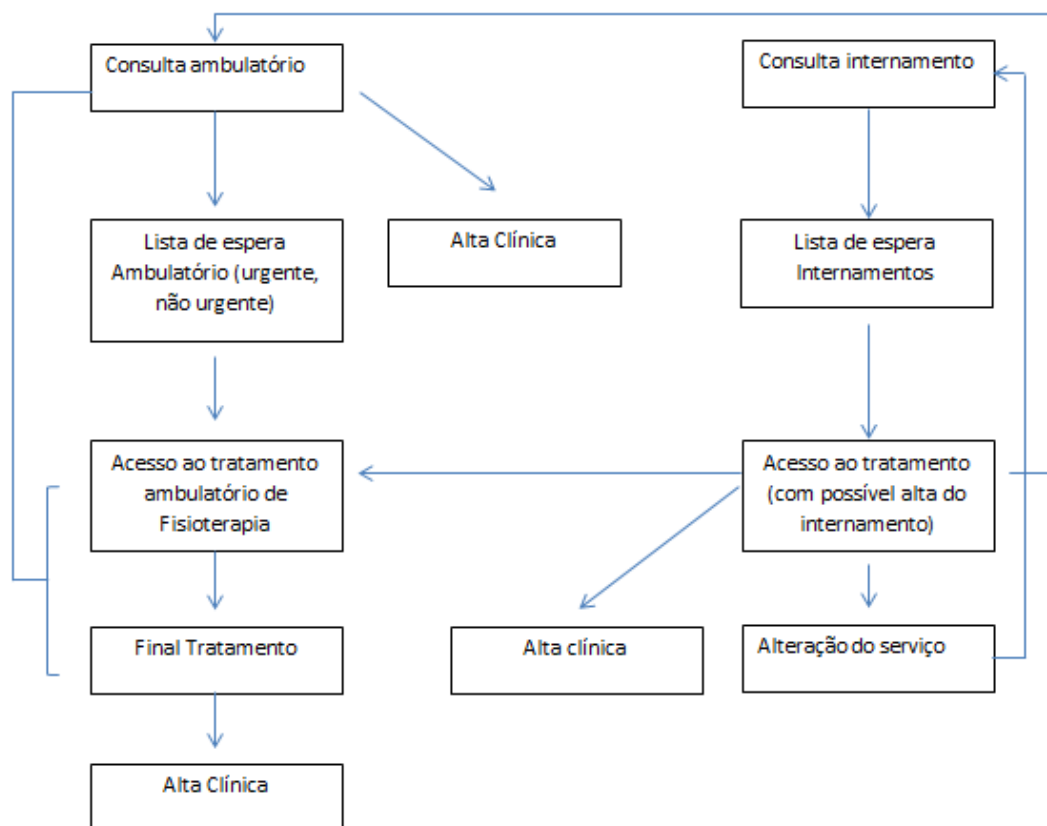 Consulta ambulatório
Consulta internamento
Lista de espera
Ambulatório (urgente,
não urgente)
Alta Clínica
Lista de espera
Internamentos
Acesso ao tratamento
ambulatório de
Fisioterapia
Acesso ao tratamento
(com possível alta do
internamento)
Final Tratamento
Alta clínica
Alteração do serviço
Alta Clínica